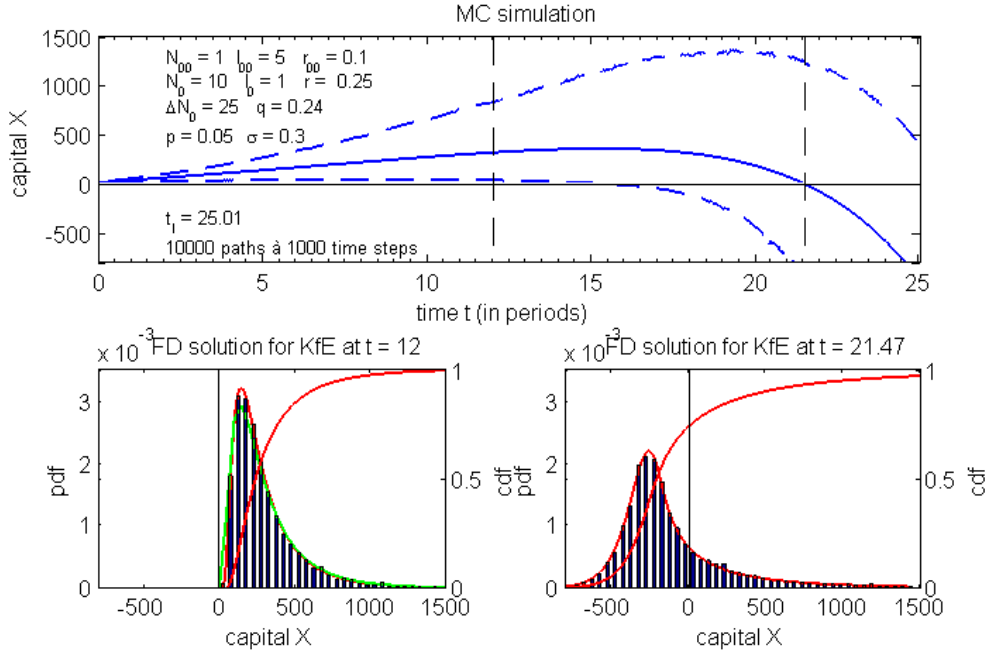 MC simulation
1500
1000
500
0
-500
capital X
N₀₀ = 1 l₀₀ = 5 r₀₀ = 0.1
N₀ = 10 l₀ = 1 r = 0.25
ΔN₀ = 25 q = 0.24
p = 0.05 σ = 0.3
t_l = 25.01
10000 paths à 1000 time steps
0 5 10 15 20 25
time t (in periods)
x 10⁻³
FD solution for KfE at t = 12
3
2
1
0
pdf
1
0.5
0
cdf
-500 0 500 1000 1500
capital X
x 10⁻³
FD solution for KfE at t = 21.47
3
2
1
0
pdf
1
0.5
0
cdf
-500 0 500 1000 1500
capital X